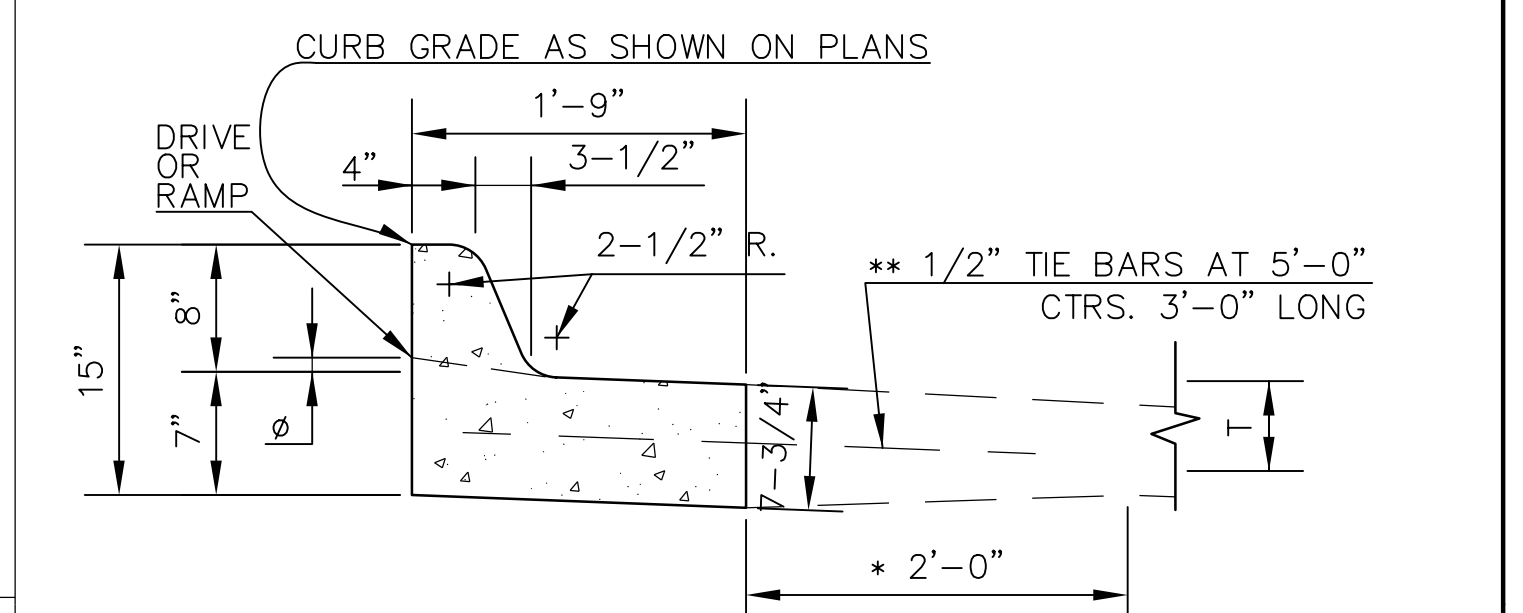 CURB GRADE AS SHOWN ON PLANS
1'-9"
DRIVE
OR
RAMP
4"
3-1/2"
2-1/2" R.
** 1/2" TIE BARS AT 5'-0"
CTRS. 3'-0" LONG
8"
15"
7"
ø
7-3/4"
T
* 2'-0"